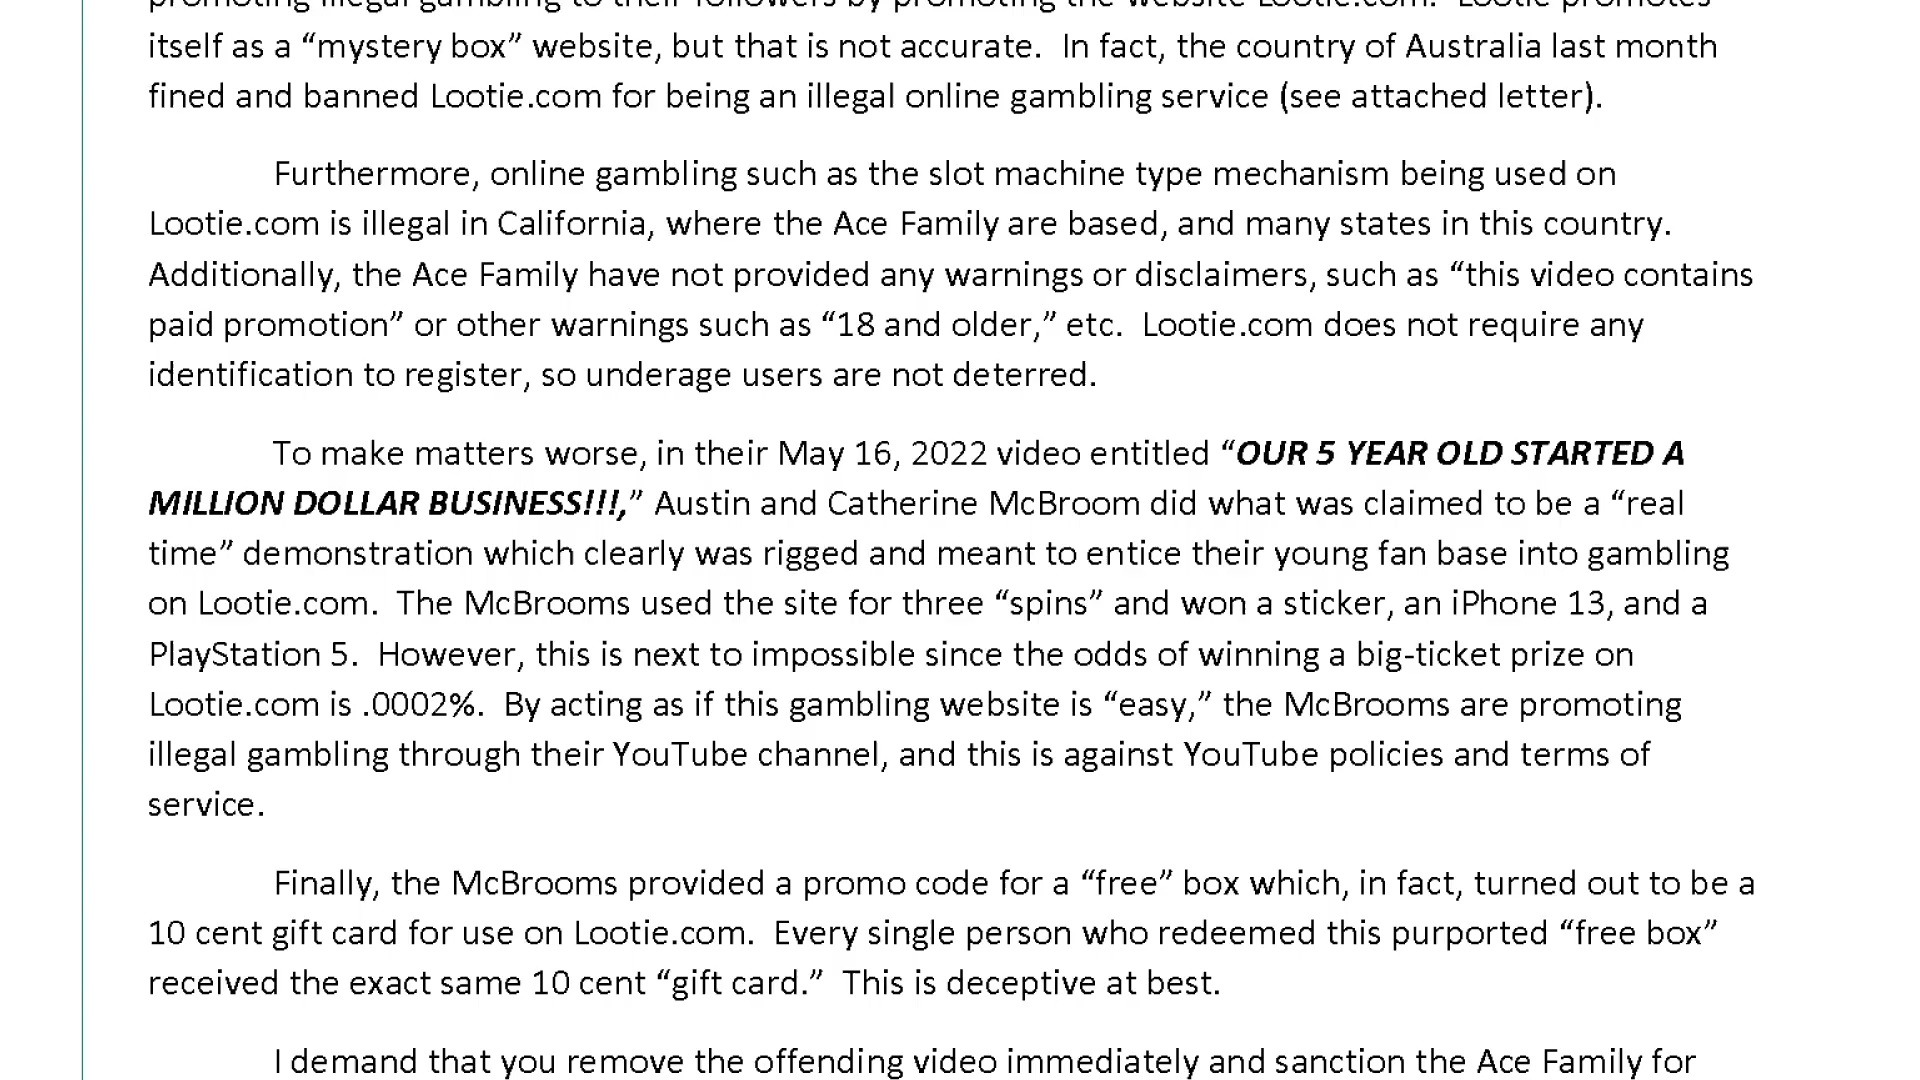 promoting illegal gambling to their followers by promoting the website Lootie.com.  Lootie promotes
itself as a “mystery box” website, but that is not accurate.  In fact, the country of Australia last month
fined and banned Lootie.com for being an illegal online gambling service (see attached letter).
Furthermore, online gambling such as the slot machine type mechanism being used on
Lootie.com is illegal in California, where the Ace Family are based, and many states in this country.
Additionally, the Ace Family have not provided any warnings or disclaimers, such as “this video contains
paid promotion” or other warnings such as “18 and older,” etc.  Lootie.com does not require any
identification to register, so underage users are not deterred.
To make matters worse, in their May 16, 2022 video entitled “OUR 5 YEAR OLD STARTED A
MILLION DOLLAR BUSINESS!!!,” Austin and Catherine McBroom did what was claimed to be a “real
time” demonstration which clearly was rigged and meant to entice their young fan base into gambling
on Lootie.com.  The McBrooms used the site for three “spins” and won a sticker, an iPhone 13, and a
PlayStation 5.  However, this is next to impossible since the odds of winning a big-ticket prize on
Lootie.com is .0002%.  By acting as if this gambling website is “easy,” the McBrooms are promoting
illegal gambling through their YouTube channel, and this is against YouTube policies and terms of
service.
Finally, the McBrooms provided a promo code for a “free” box which, in fact, turned out to be a
10 cent gift card for use on Lootie.com.  Every single person who redeemed this purported “free box”
received the exact same 10 cent “gift card.”  This is deceptive at best.
I demand that you remove the offending video immediately and sanction the Ace Family for